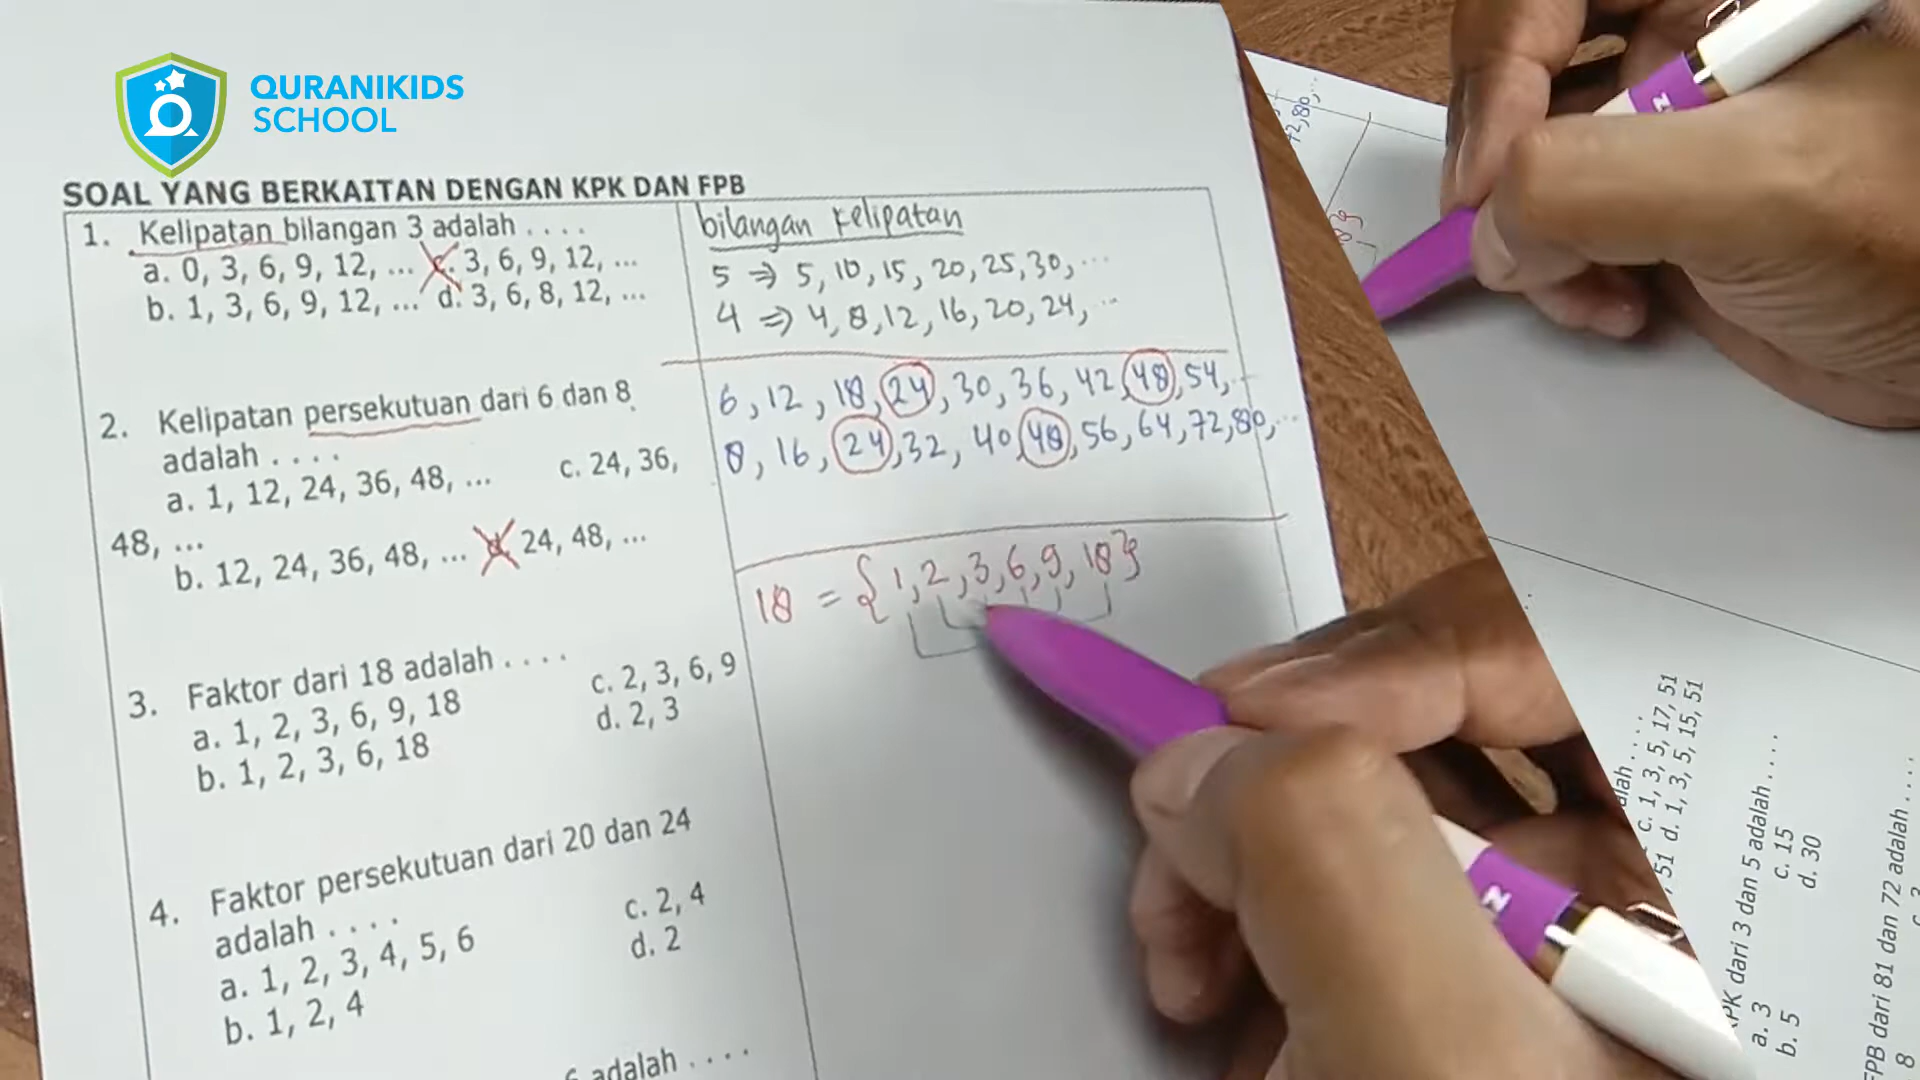 QURANIKIDS
SCHOOL
SOAL YANG BERKAITAN DENGAN KPK DAN FPB
1. Kelipatan bilangan 3 adalah . . . .
a. 0, 3, 6, 9, 12, ... c. 3, 6, 9, 12, ...
b. 1, 3, 6, 9, 12, ... d. 3, 6, 8, 12, ...
bilangan kelipatan
5 ⇒ 5, 10, 15, 20, 25, 30, ...
4 ⇒ 4, 8, 12, 16, 20, 24, ...
2. Kelipatan persekutuan dari 6 dan 8
adalah . . . .
a. 1, 12, 24, 36, 48, ... c. 24, 36,
48, ...
b. 12, 24, 36, 48, ... d. 24, 48, ...
6, 12, 18, 24, 30, 36, 42, 48, 54, ...
8, 16, 24, 32, 40, 48, 56, 64, 72, 80, ...
3. Faktor dari 18 adalah . . . .
a. 1, 2, 3, 6, 9, 18 c. 2, 3, 6, 9
b. 1, 2, 3, 6, 18 d. 2, 3
18 = {1, 2, 3, 6, 9, 18}
4. Faktor persekutuan dari 20 dan 24
adalah . . . .
a. 1, 2, 3, 4, 5, 6 c. 2, 4
b. 1, 2, 4 d. 2
adalah . . . .
72, 80, ...
c. 1, 3, 5, 17, 51
51 d. 1, 3, 5, 15, 51
dari 3 dan 5 adalah . . . .
a. 3 c. 15
b. 5 d. 30
FPB dari 81 dan 72 adalah . . . .
8